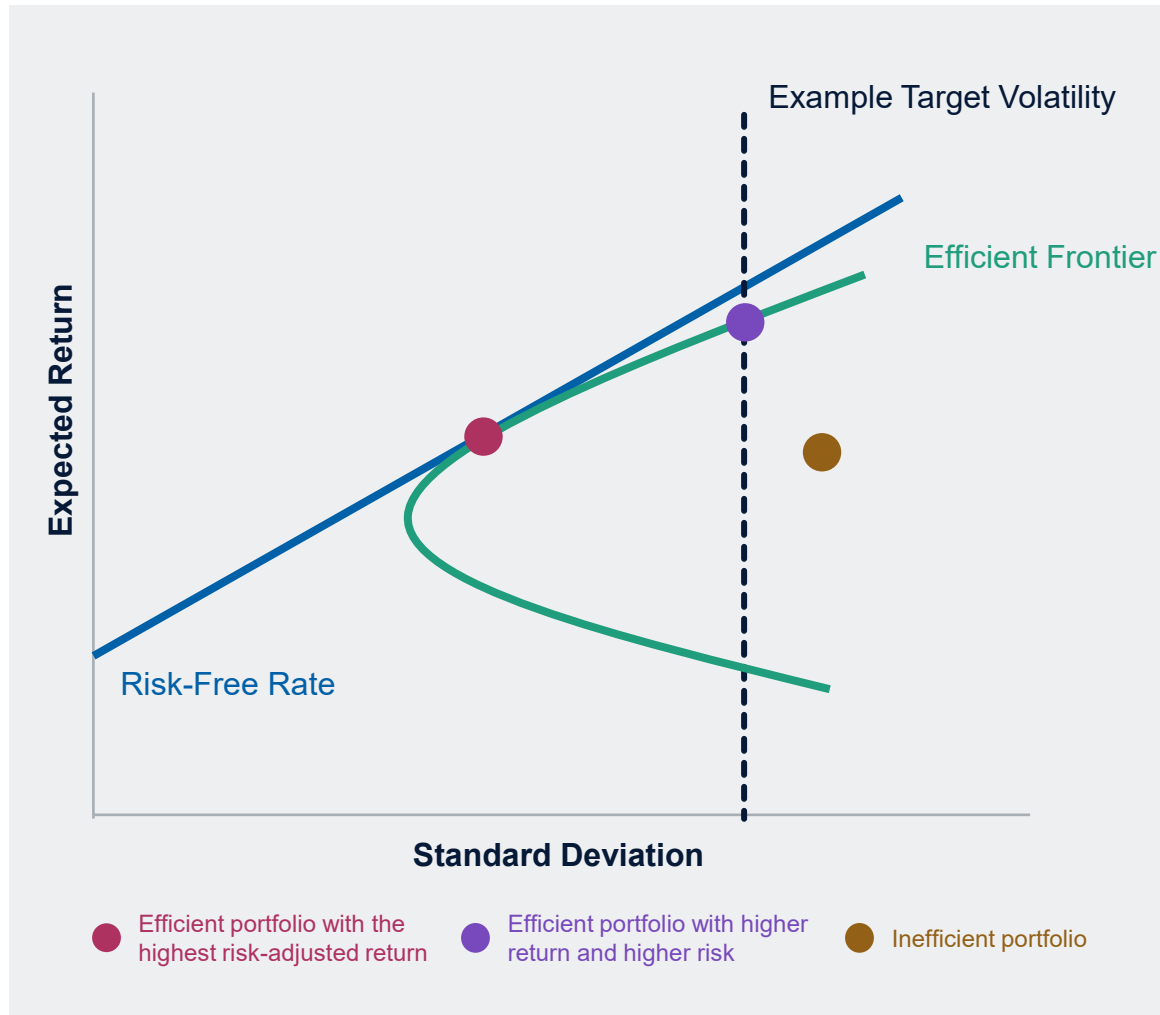 Example Target Volatility
Efficient Frontier
Expected Return
Risk-Free Rate
Standard Deviation
Efficient portfolio with the
highest risk-adjusted return
Efficient portfolio with higher
return and higher risk
Inefficient portfolio